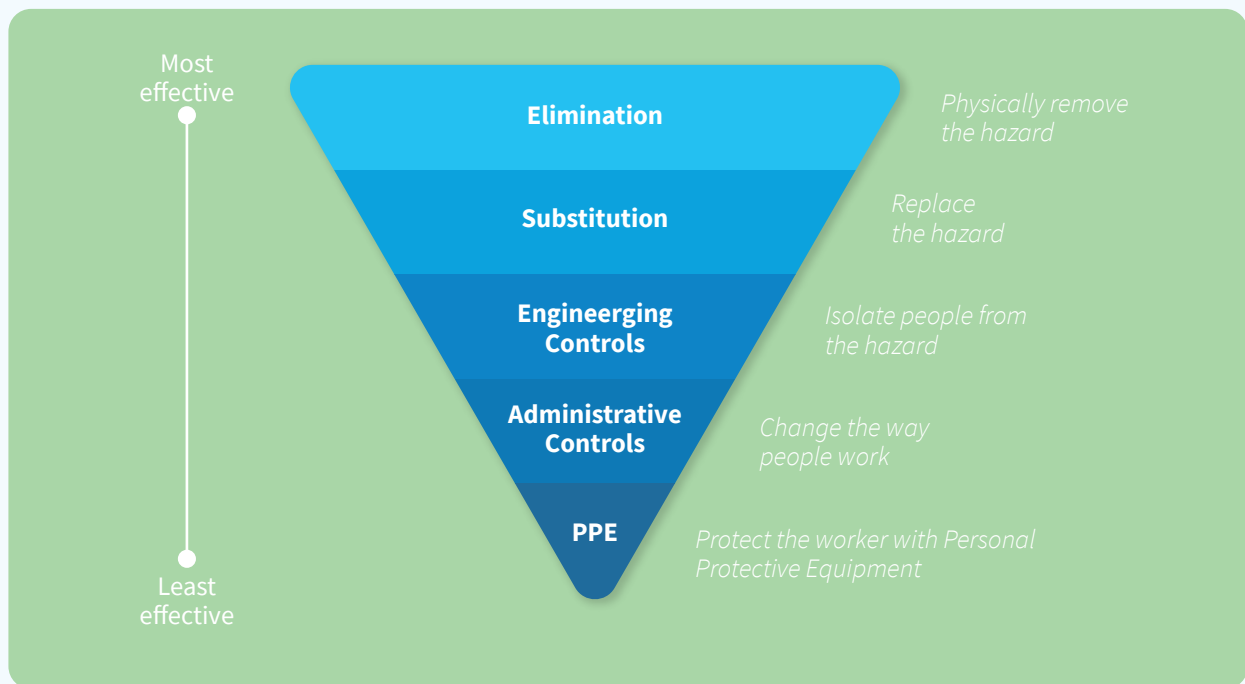 Most
effective
Elimination
Physically remove
the hazard
Substitution
Replace
the hazard
Engineerging
Controls
Isolate people from
the hazard
Administrative
Controls
Change the way
people work
PPE
Protect the worker with Personal
Protective Equipment
Least
effective